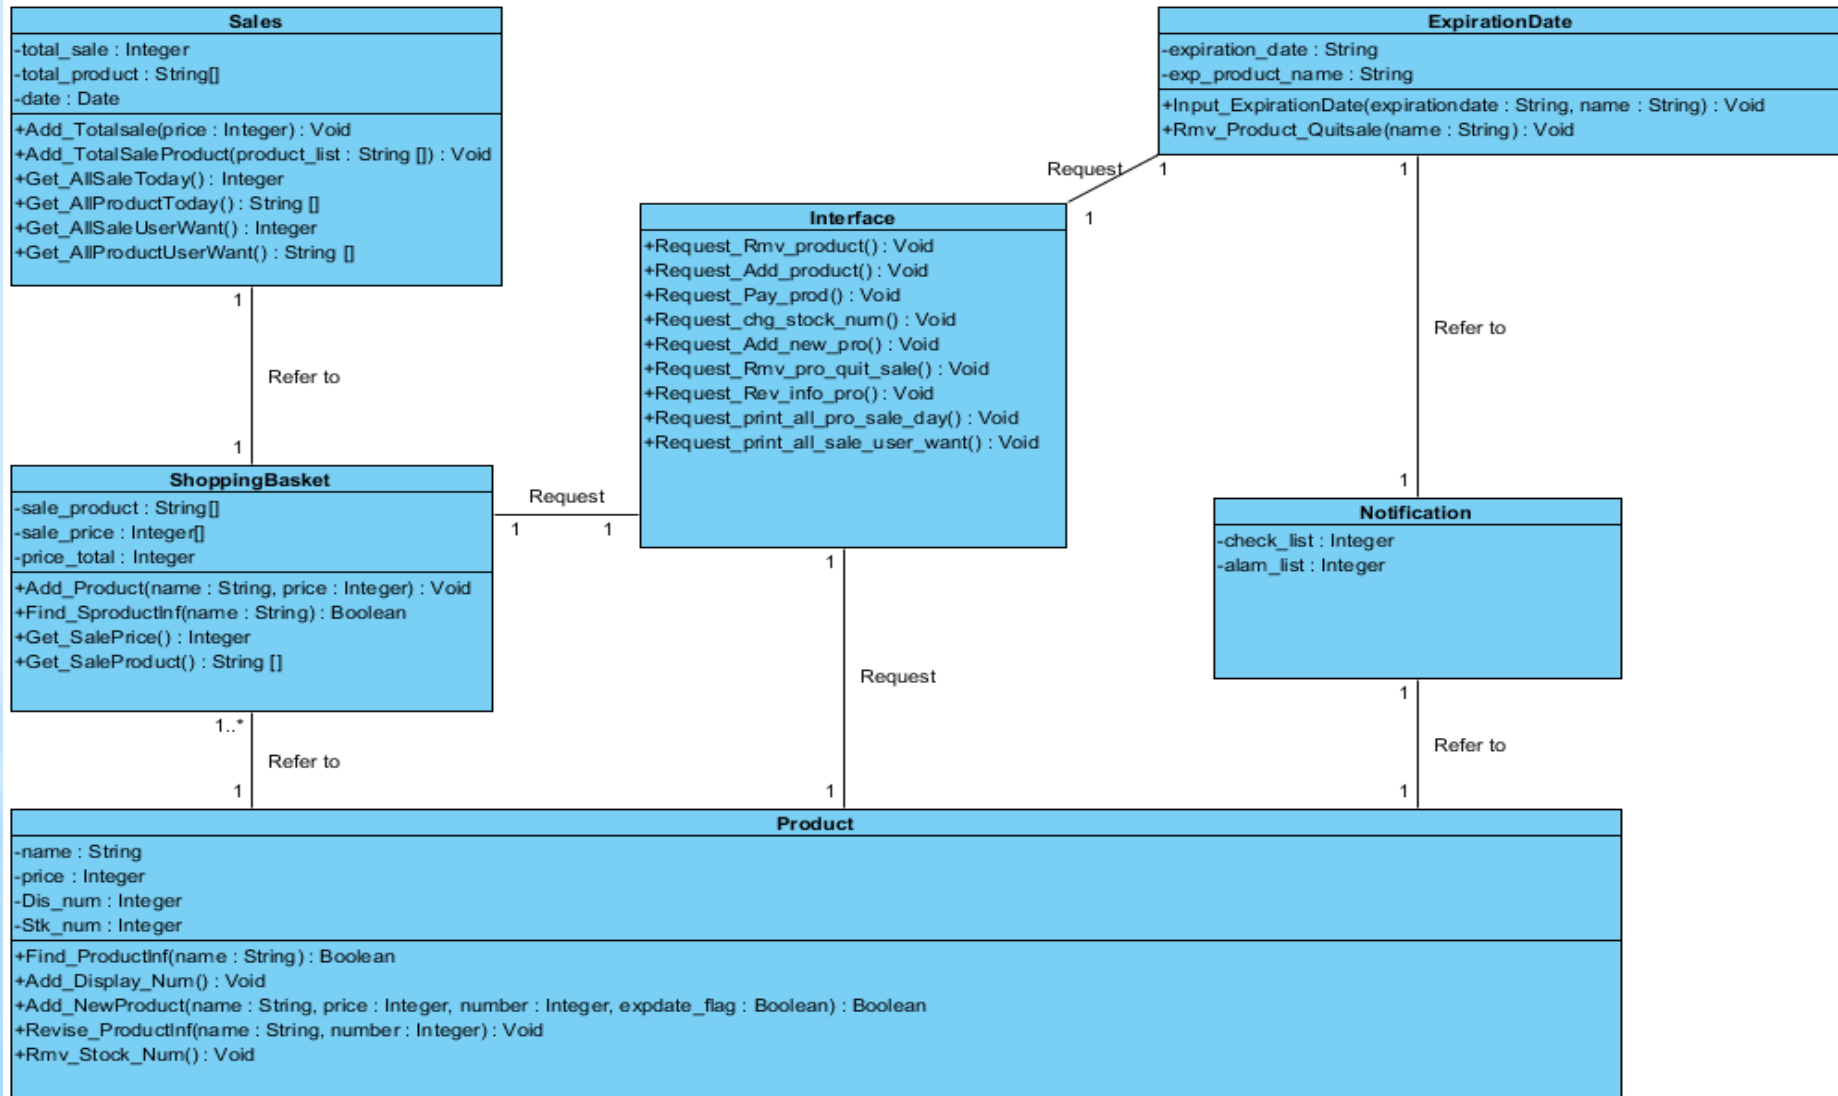 Sales
-total_sale : Integer
-total_product : String[]
-date : Date
+Add_Totalsale(price : Integer) : Void
+Add_TotalSaleProduct(product_list : String []) : Void
+Get_AllSaleToday() : Integer
+Get_AllProductToday() : String []
+Get_AllSaleUserWant() : Integer
+Get_AllProductUserWant() : String []
ExpirationDate
-expiration_date : String
-exp_product_name : String
+Input_ExpirationDate(expirationdate : String, name : String) : Void
+Rmv_Product_Quitsale(name : String) : Void
Request
1
1
1
Interface
+Request_Rmv_product() : Void
+Request_Add_product() : Void
+Request_Pay_prod() : Void
+Request_chg_stock_num() : Void
+Request_Add_new_pro() : Void
+Request_Rmv_pro_quit_sale() : Void
+Request_Rev_info_pro() : Void
+Request_print_all_pro_sale_day() : Void
+Request_print_all_sale_user_want() : Void
1
Refer to
1
Refer to
1
ShoppingBasket
-sale_product : String[]
-sale_price : Integer[]
-price_total : Integer
+Add_Product(name : String, price : Integer) : Void
+Find_SproductInf(name : String) : Boolean
+Get_SalePrice() : Integer
+Get_SaleProduct() : String []
Request
1
1
Notification
-check_list : Integer
-alam_list : Integer
1
Request
1
1
Refer to
1
1..*
Refer to
1
Product
-name : String
-price : Integer
-Dis_num : Integer
-Stk_num : Integer
+Find_ProductInf(name : String) : Boolean
+Add_Display_Num() : Void
+Add_NewProduct(name : String, price : Integer, number : Integer, expdate_flag : Boolean) : Boolean
+Revise_ProductInf(name : String, number : Integer) : Void
+Rmv_Stock_Num() : Void